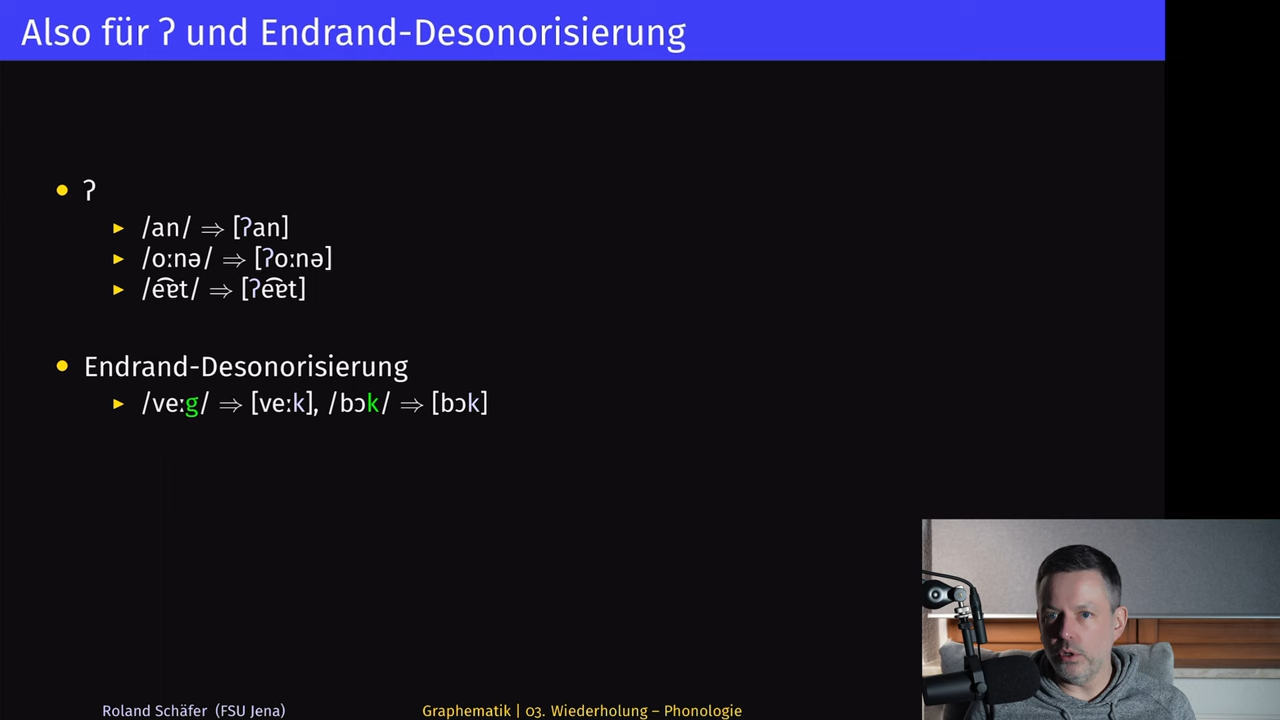 Also für ʔ und Endrand-Desonorisierung
• ʔ
▸ /an/ ⇒ [ʔan]
▸ /oːnə/ ⇒ [ʔoːnə]
▸ /e͡ɐt/ ⇒ [ʔe͡ɐt]
• Endrand-Desonorisierung
▸ /veːg/ ⇒ [veːk], /bɔk/ ⇒ [bɔk]
Roland Schäfer (FSU Jena) Graphematik | 03. Wiederholung – Phonologie